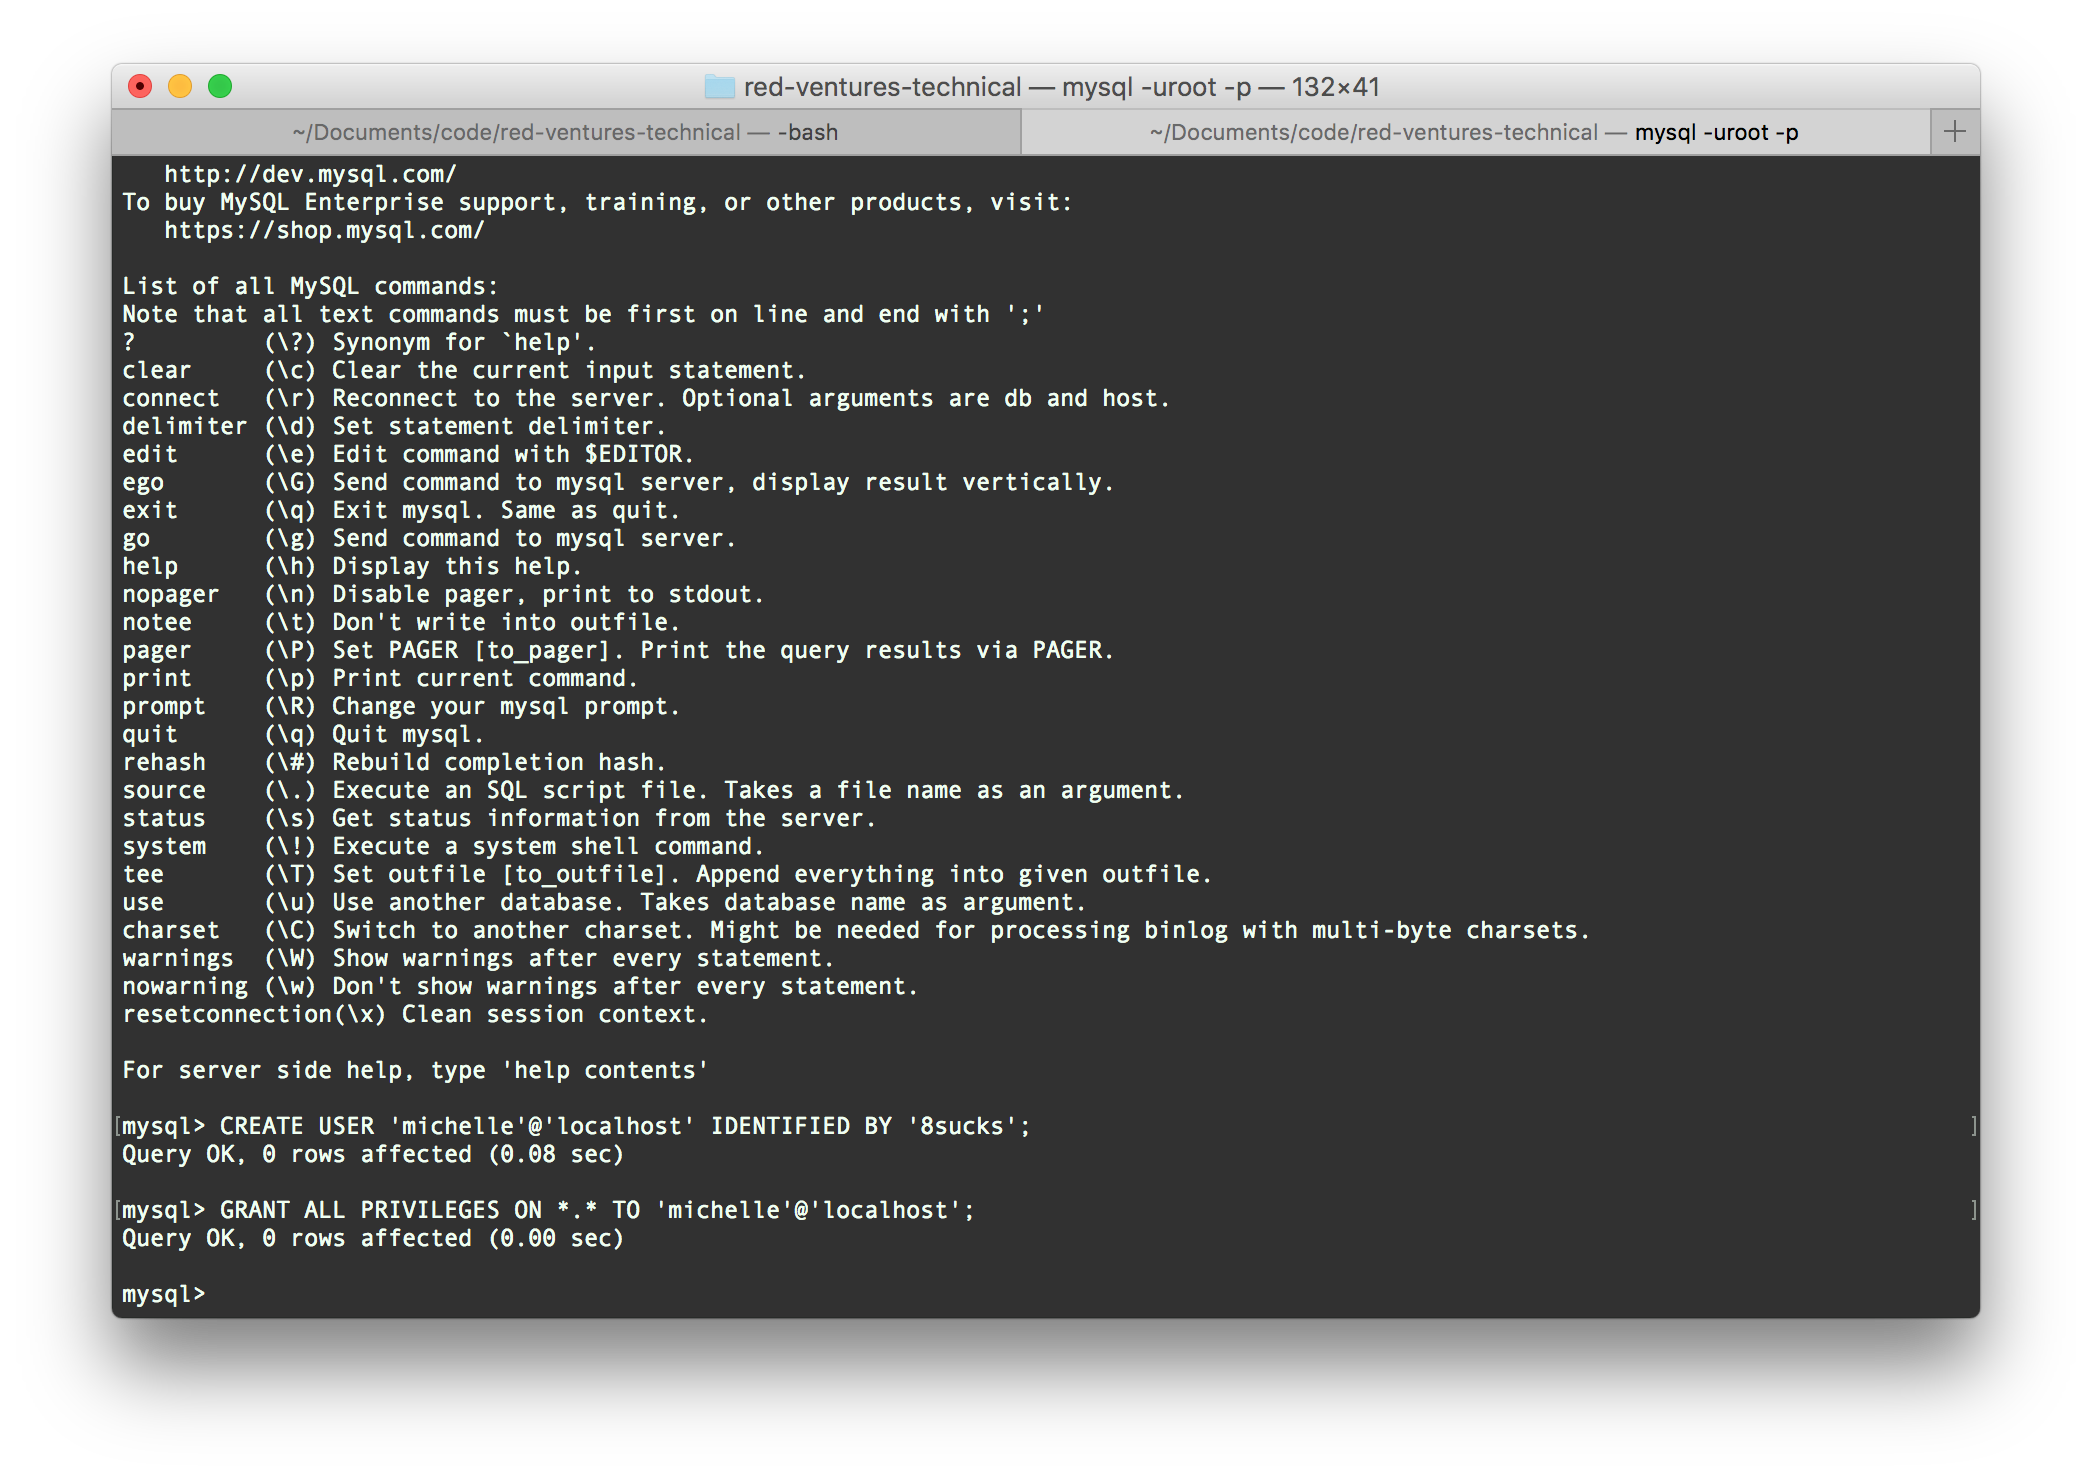 red-ventures-technical — mysql -uroot -p — 132×41
~/Documents/code/red-ventures-technical — -bash
~/Documents/code/red-ventures-technical — mysql -uroot -p
+
   http://dev.mysql.com/
To buy MySQL Enterprise support, training, or other products, visit:
   https://shop.mysql.com/

List of all MySQL commands:
Note that all text commands must be first on line and end with ';'
?         (\?) Synonym for `help'.
clear     (\c) Clear the current input statement.
connect   (\r) Reconnect to the server. Optional arguments are db and host.
delimiter (\d) Set statement delimiter.
edit      (\e) Edit command with $EDITOR.
ego       (\G) Send command to mysql server, display result vertically.
exit      (\q) Exit mysql. Same as quit.
go        (\g) Send command to mysql server.
help      (\h) Display this help.
nopager   (\n) Disable pager, print to stdout.
notee     (\t) Don't write into outfile.
pager     (\P) Set PAGER [to_pager]. Print the query results via PAGER.
print     (\p) Print current command.
prompt    (\R) Change your mysql prompt.
quit      (\q) Quit mysql.
rehash    (\#) Rebuild completion hash.
source    (\.) Execute an SQL script file. Takes a file name as an argument.
status    (\s) Get status information from the server.
system    (\!) Execute a system shell command.
tee       (\T) Set outfile [to_outfile]. Append everything into given outfile.
use       (\u) Use another database. Takes database name as argument.
charset   (\C) Switch to another charset. Might be needed for processing binlog with multi-byte charsets.
warnings  (\W) Show warnings after every statement.
nowarning (\w) Don't show warnings after every statement.
resetconnection(\x) Clean session context.

For server side help, type 'help contents'

[mysql> CREATE USER 'michelle'@'localhost' IDENTIFIED BY '8sucks'; ]
Query OK, 0 rows affected (0.08 sec)

[mysql> GRANT ALL PRIVILEGES ON *.* TO 'michelle'@'localhost'; ]
Query OK, 0 rows affected (0.00 sec)

mysql>